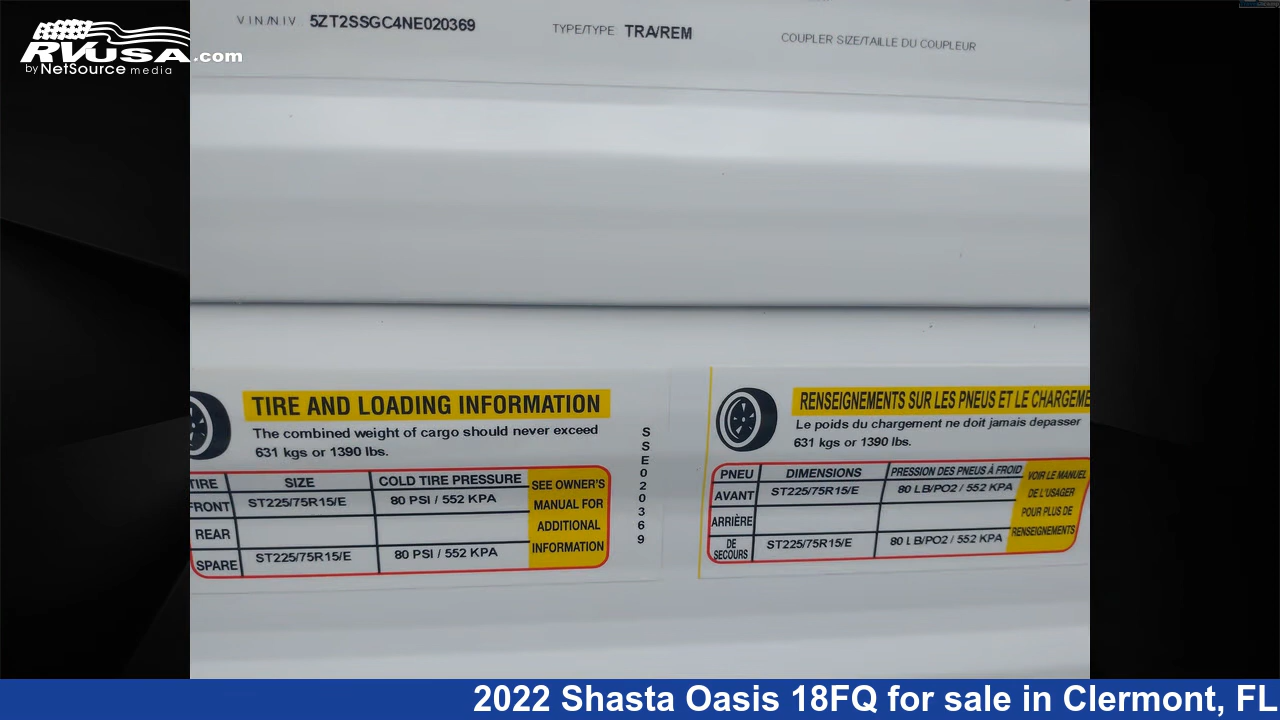 VIN/NIV 5ZT2SSGC4NE020369 TYPE/TYPE TRA/REM COUPLER SIZE/TAILLE DU COUPLEUR
RVUSA.com
by NetSource media
TIRE AND LOADING INFORMATION
The combined weight of cargo should never exceed
631 kgs or 1390 lbs.
TIRE SIZE COLD TIRE PRESSURE
FRONT ST225/75R15/E 80 PSI / 552 KPA
REAR
SPARE ST225/75R15/E 80 PSI / 552 KPA
SEE OWNER'S
MANUAL FOR
ADDITIONAL
INFORMATION
SSE020369
RENSEIGNEMENTS SUR LES PNEUS ET LE CHARGEME
Le poids du chargement ne doit jamais depasser
631 kgs or 1390 lbs.
PNEU DIMENSIONS PRESSION DES PNEUS À FROID
AVANT ST225/75R15/E 80 LB/PO2 / 552 KPA
ARRIÈRE
DE
SECOURS ST225/75R15/E 80 LB/PO2 / 552 KPA
VOIR LE MANUEL
DE L'USAGER
POUR PLUS DE
RENSEIGNEMENTS
2022 Shasta Oasis 18FQ for sale in Clermont, FL